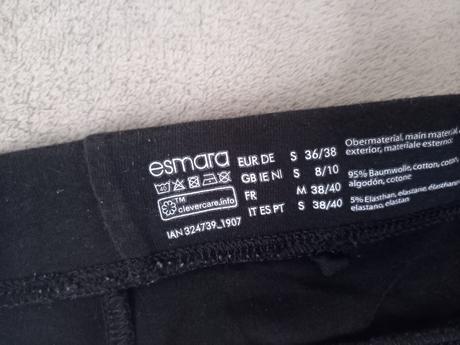 esmara
EUR DE S 36/38
GB IE NI S 8/10
FR M 38/40
IT ES PT S 38/40
40
TM
clevercare.info
IAN 324739_1907
Obermaterial, main material,
exterior, materiale esterno:
95% Baumwolle, cotton,
algodón, cotone
5% Elasthan, elastane,
elastano, elastan